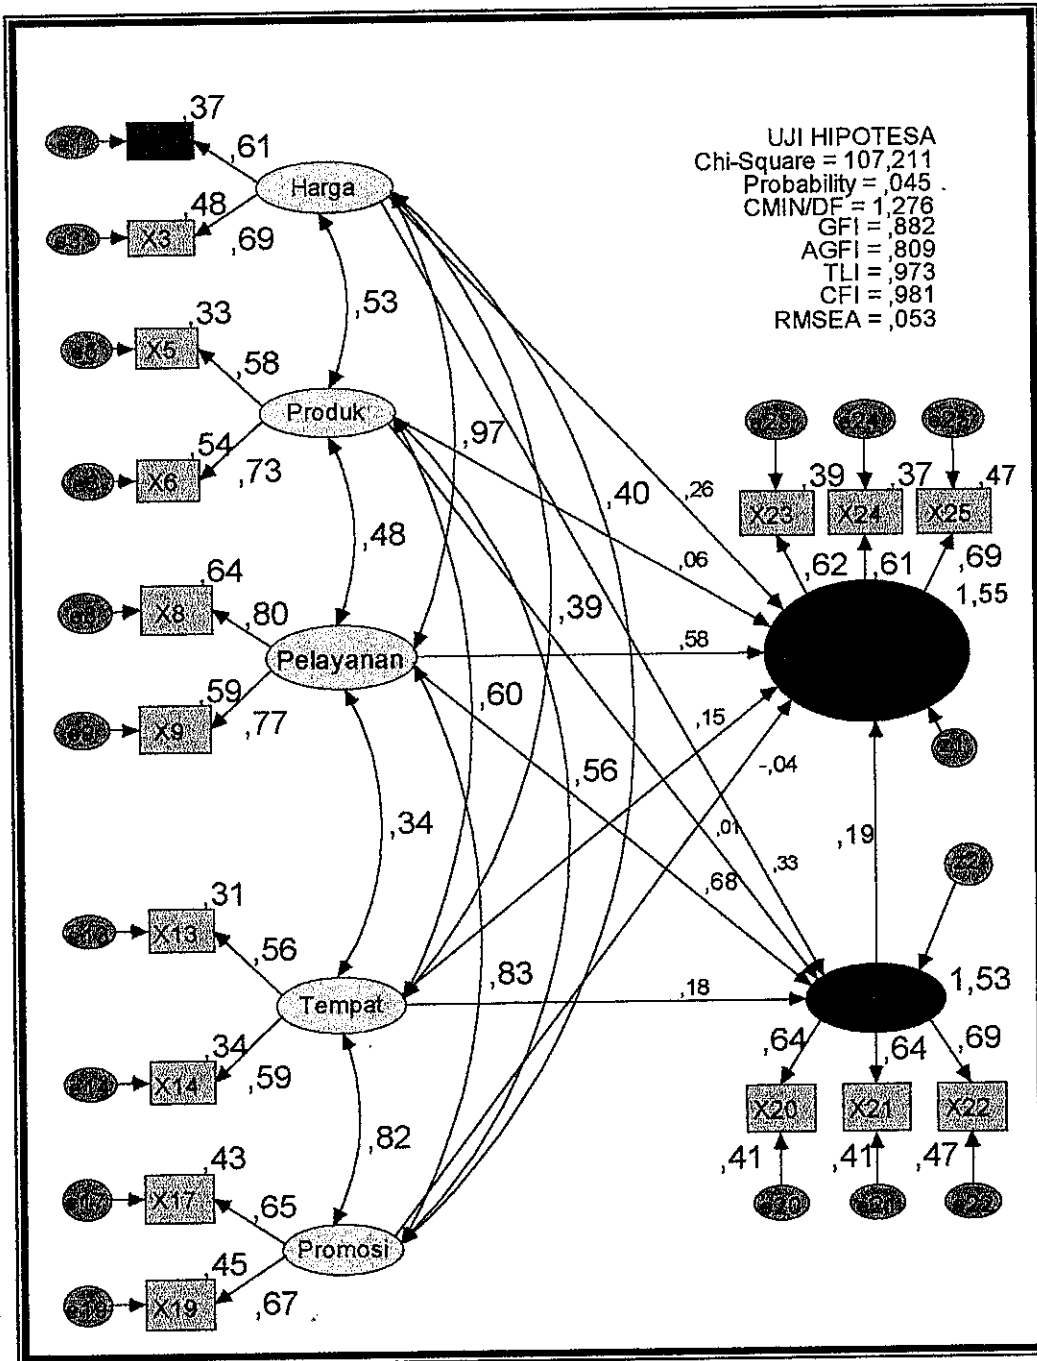 UJI HIPOTESA
Chi-Square = 107,211
Probability = ,045
CMIN/DF = 1,276
GFI = ,882
AGFI = ,809
TLI = ,973
CFI = ,981
RMSEA = ,053
,37
,61
Harga
,48
X3
,69
,53
,33
X5
,58
Produk
,54
X6
,73
,97
,40
,26
,48
,06
,39
,37
,47
X23
X24
X25
,62
,61
,69
1,55
,64
X8
,80
Pelayanan
,39
,58
,59
X9
,77
,60
,15
,56
-,04
,34
,01
,33
,19
,68
,31
X13
,56
Tempat
,83
,18
1,53
,34
X14
,59
,64
,64
,69
X20
X21
X22
,82
,41
,41
,47
e20
e22
,43
X17
e17
,65
Promosi
,45
X19
,67